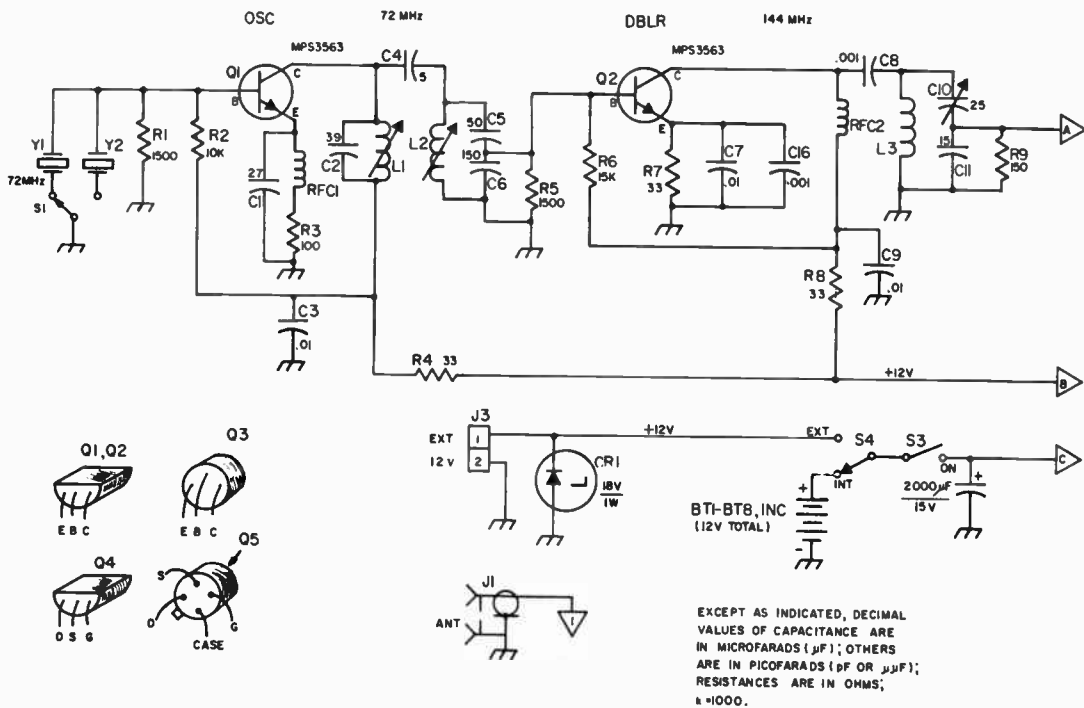 OSC
72 MHz
DBLR
144 MHz
MPS3563
C4
5
Q1
C
B
E
MPS3563
Q2
C
B
E
.001
C8
C10
25
Y1
Y2
72MHz
S1
R1
1500
R2
10K
27
C1
RFC1
R3
100
39
C2
L1
L2
50
C5
150
C6
R5
1500
R6
15K
R7
33
C7
.01
C16
.001
RFC2
L3
15
C11
R9
150
A
C3
.01
R8
33
C9
.01
R4 33
+12V
B
Q1,Q2
E B C
Q3
E B C
Q4
D S G
Q5
S
D
G
CASE
J3
EXT
1
12V
2
+12V
CR1
18V
1W
EXT
S4
S3
INT
ON
C
BT1-BT8, INC
(12V TOTAL)
+
-
2000µF
15V
+
J1
ANT
1
EXCEPT AS INDICATED, DECIMAL
VALUES OF CAPACITANCE ARE
IN MICROFARADS (µF); OTHERS
ARE IN PICOFARADS (pF OR µµF);
RESISTANCES ARE IN OHMS;
k=1000.